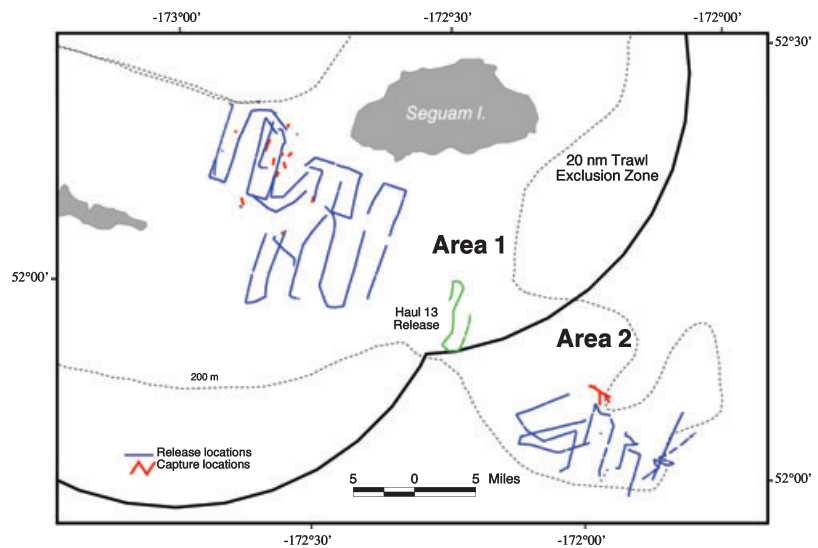 -173°00'
-172°50'
-172°00'
52°30'
Seguam I.
20 nm Trawl
Exclusion Zone
Area 1
52°00'
Haul 13
Release
Area 2
200 m
Release locations
Capture locations
5 0 5 Miles
52°00'
-172°30'
-172°00'